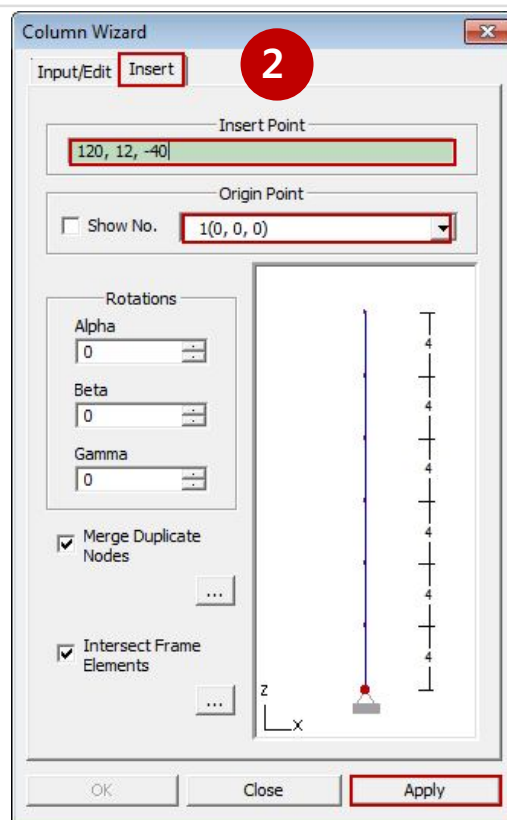 Column Wizard
Input/Edit Insert
2
Insert Point
120, 12, -40
Origin Point
Show No. 1(0, 0, 0)
Rotations
Alpha
0
Beta
0
Gamma
0
Merge Duplicate
Nodes
...
Intersect Frame
Elements
...
4
4
4
4
4
4
Z
X
OK Close Apply